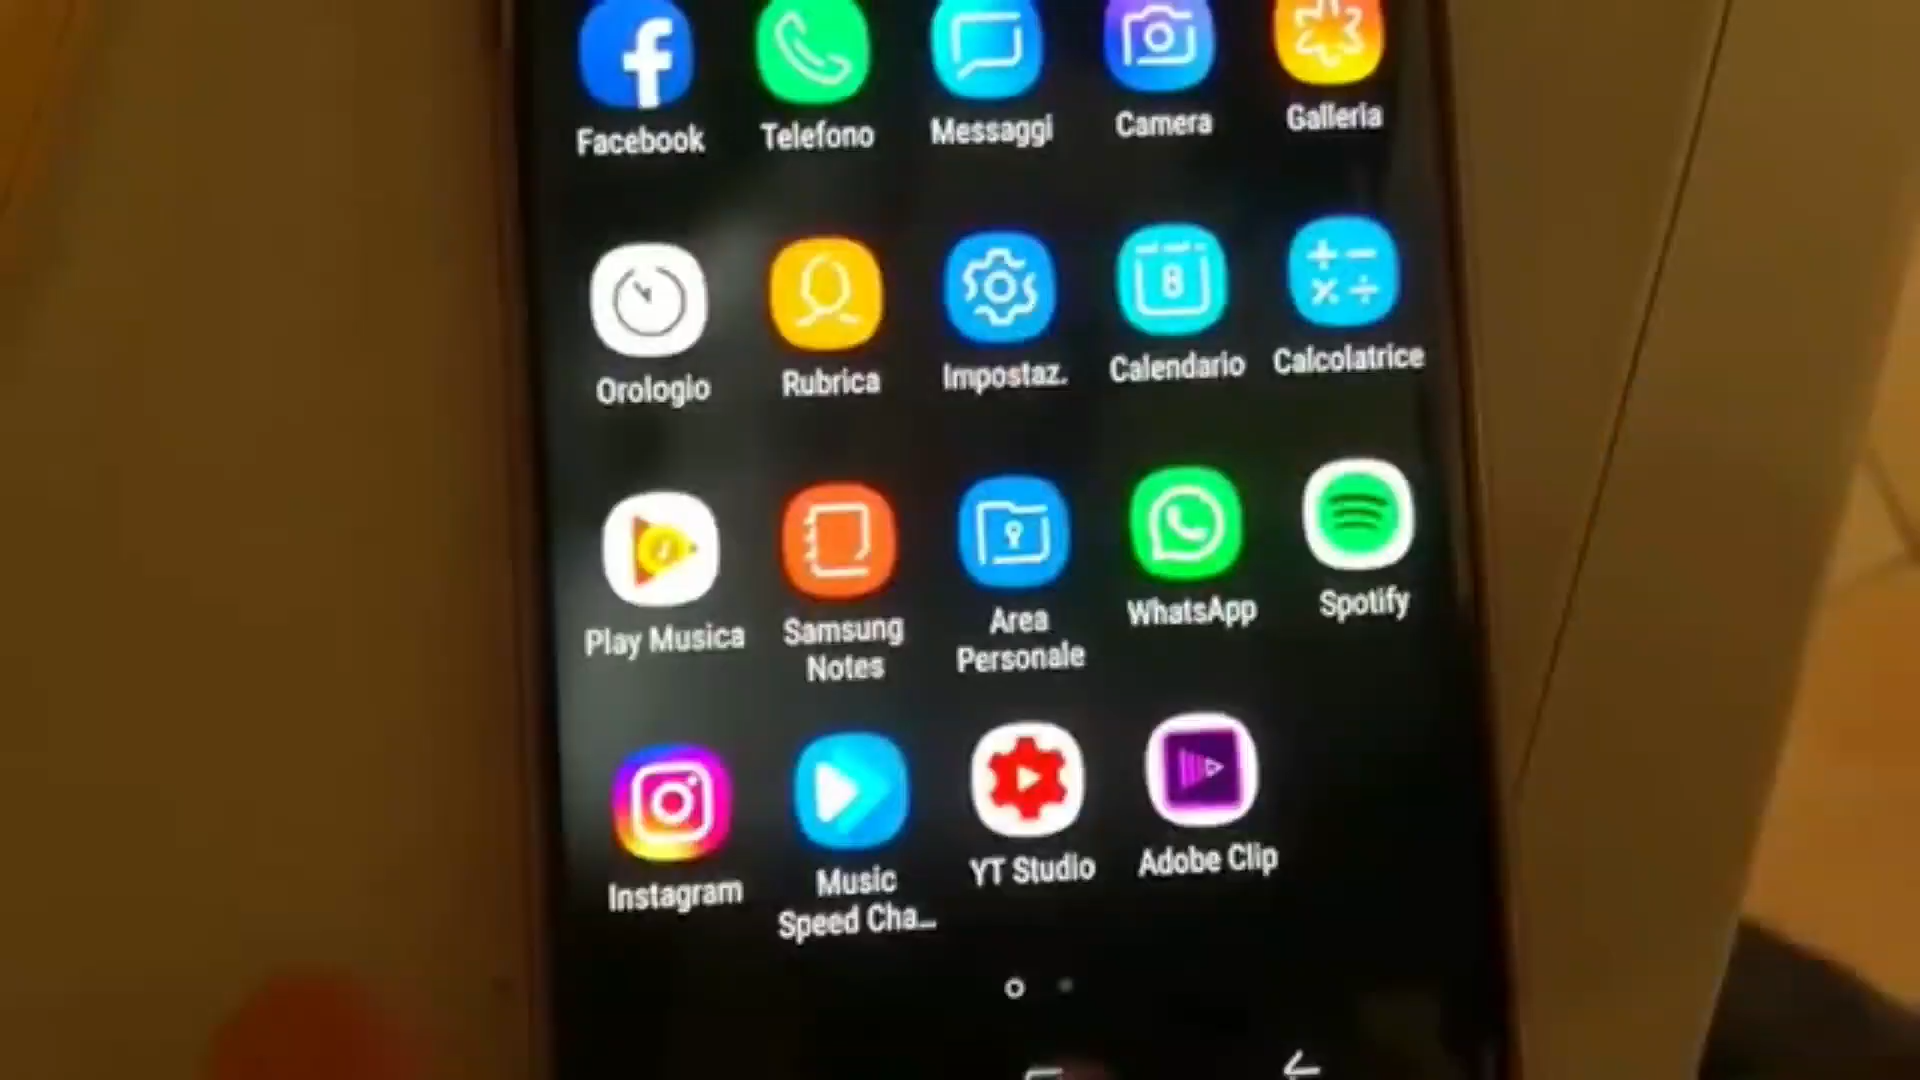 Facebook Telefono Messaggi Camera Galleria
8
Orologio Rubrica Impostaz. Calendario Calcolatrice
Play Musica Samsung Area WhatsApp Spotify
Notes Personale
Instagram Music YT Studio Adobe Clip
Speed Cha...